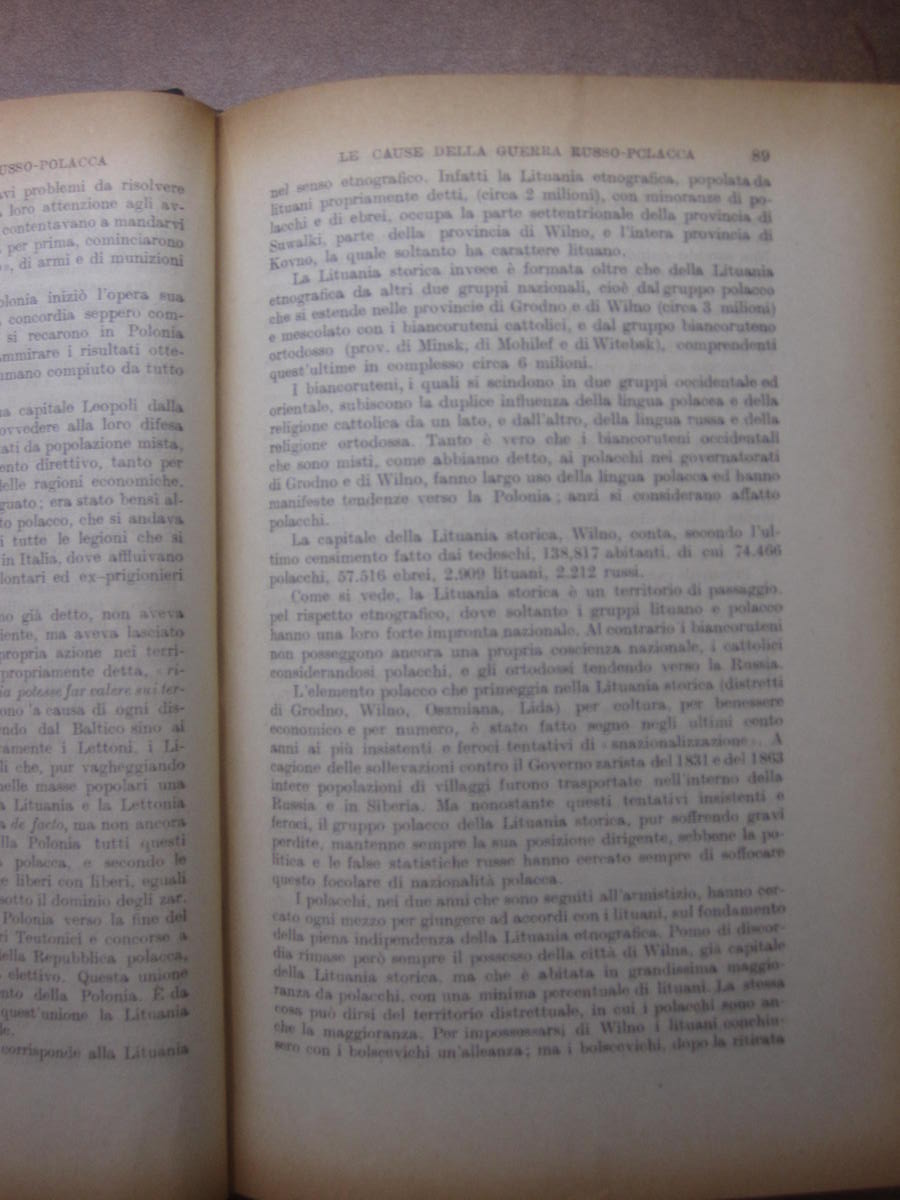 USSO-POLACCA
avi problemi da risolvere
loro attenzione agli av-
contentavano a mandarvi
per prima, cominciarono
di armi e di munizioni
olonia iniziò l'opera sua
concordia seppero com-
si recarono in Polonia
ammirare i risultati otte-
mano compiuto da tutto
na capitale Leopoli dalla
ovvedere alla loro difesa
tati da popolazione mista,
ento direttivo, tanto per
delle ragioni economiche.
guato; era stato bensì al-
to polacco, che si andava
i tutte le legioni che si
in Italia, dove affluivano
lontari ed ex-prigionieri
mo già detto, non aveva
iente, ma aveva lasciato
propria azione nei terri-
propriamente detta, «ri-
ia potesse far valere sui ter-
ono a causa di ogni dis-
endo dal Baltico sino al
ramente i Lettoni, i Li-
li che, pur vagheggiando
nelle masse popolari una
a Lituania e la Lettonia
a de facto, ma non ancora
lla Polonia tutti questi
polacca, e secondo le
e liberi con liberi, eguali
sotto il dominio degli zar.
Polonia verso la fine del
ri Teutonici e concorse a
della Repubblica polacca,
elettivo. Questa unione
nto della Polonia. È da
quest'unione la Lituania
le.
corrisponde alla Lituania
LE CAUSE DELLA GUERRA RUSSO-POLACCA 89
nel senso etnografico. Infatti la Lituania etnografica, popolata da
lituani propriamente detti, (circa 2 milioni), con minoranze di po-
lacchi e di ebrei, occupa la parte settentrionale della provincia di
Suwalki, parte della provincia di Wilno, e l'intera provincia di
Kovno, la quale soltanto ha carattere lituano.
La Lituania storica invece è formata oltre che della Lituania
etnografica da altri due gruppi nazionali, cioè dal gruppo polacco
che si estende nelle provincie di Grodno e di Wilno (circa 3 milioni)
e mescolato con i biancoruteni cattolici, e dal gruppo biancoruteno
ortodosso (prov. di Minsk, di Mohilef e di Witebsk), comprendenti
quest'ultime in complesso circa 6 milioni.
I biancoruteni, i quali si scindono in due gruppi occidentale ed
orientale, subiscono la duplice influenza della lingua polacca e della
religione cattolica da un lato, e dall'altro, della lingua russa e della
religione ortodossa. Tanto è vero che i biancoruteni occidentali
che sono misti, come abbiamo detto, ai polacchi nei governatorati
di Grodno e di Wilno, fanno largo uso della lingua polacca ed hanno
manifeste tendenze verso la Polonia; anzi si considerano affatto
polacchi.
La capitale della Lituania storica, Wilno, conta, secondo l'ul-
timo censimento fatto dai tedeschi, 138,817 abitanti, di cui 74.466
polacchi, 57.516 ebrei, 2.909 lituani, 2.212 russi.
Come si vede, la Lituania storica è un territorio di passaggio,
pel rispetto etnografico, dove soltanto i gruppi lituano e polacco
hanno una loro forte impronta nazionale. Al contrario i biancoruteni
non posseggono ancora una propria coscienza nazionale, i cattolici
considerandosi polacchi, e gli ortodossi tendendo verso la Russia.
L'elemento polacco che primeggia nella Lituania storica (distretti
di Grodno, Wilno, Oszmiana, Lida) per coltura, per benessere
economico e per numero, è stato fatto segno negli ultimi cento
anni ai più insistenti e feroci tentativi di «snazionalizzazione». A
cagione delle sollevazioni contro il Governo zarista del 1831 e del 1863
intere popolazioni di villaggi furono trasportate nell'interno della
Russia e in Siberia. Ma nonostante questi tentativi insistenti e
feroci, il gruppo polacco della Lituania storica, pur soffrendo gravi
perdite, mantenne sempre la sua posizione dirigente, sebbene la po-
litica e le false statistiche russe hanno cercato sempre di soffocare
questo focolare di nazionalità polacca.
I polacchi, nei due anni che sono seguiti all'armistizio, hanno cer-
cato ogni mezzo per giungere ad accordi con i lituani, sul fondamento
della piena indipendenza della Lituania etnografica. Pomo di discor-
dia rimase però sempre il possesso della città di Wilna, già capitale
della Lituania storica, ma che è abitata in grandissima maggio-
ranza da polacchi, con una minima percentuale di lituani. La stessa
cosa può dirsi del territorio distrettuale, in cui i polacchi sono an-
che la maggioranza. Per impossessarsi di Wilno i lituani conchiu-
sero con i bolscevichi un'alleanza; ma i bolscevichi, dopo la ritirata